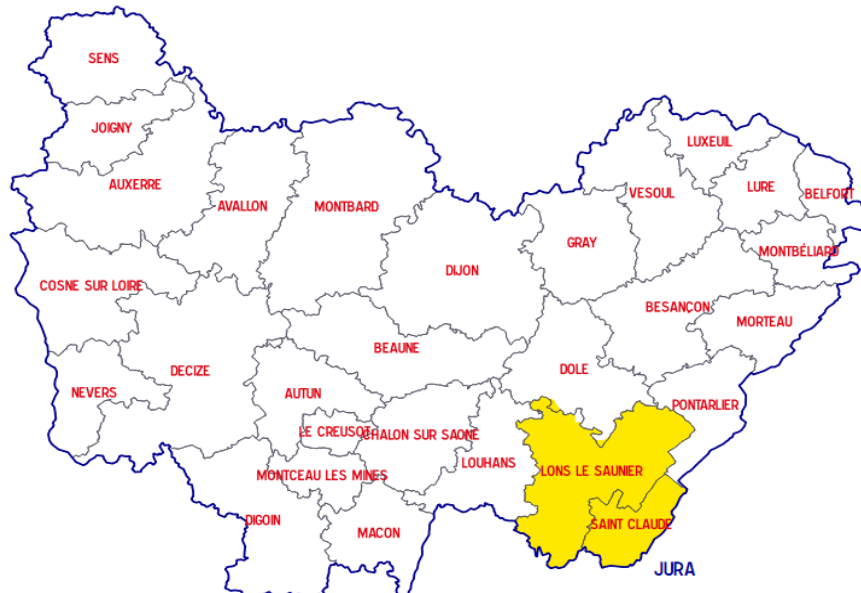 SENS
JOIGNY
LUXEUIL
AUXERRE
LURE
VESOUL
BELFORT
AVALLON
MONTBARD
GRAY
MONTBÉLIARD
DIJON
COSNE SUR LOIRE
BESANÇON
MORTEAU
BEAUNE
DECIZE
DOLE
NEVERS
AUTUN
PONTARLIER
LE CREUSOT
CHALON SUR SAONE
LOUHANS
LONS LE SAUNIER
MONTCEAU LES MINES
DIGOIN
SAINT CLAUDE
MACON
JURA